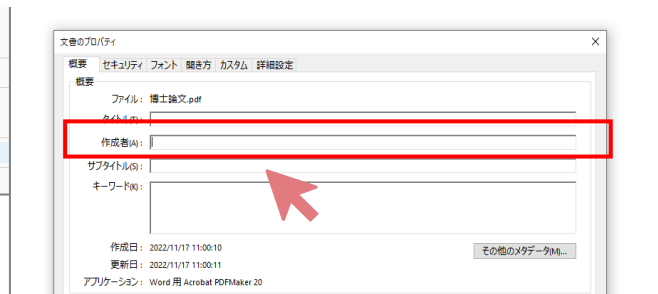 文書のプロパティ
概要 セキュリティ フォント 開き方 カスタム 詳細設定
概要
ファイル: 博士論文.pdf
タイトル(T):
作成者(A):
サブタイトル(S):
キーワード(K):
作成日: 2022/11/17 11:00:10
その他のメタデータ(M)...
更新日: 2022/11/17 11:00:11
アプリケーション: Word 用 Acrobat PDFMaker 20